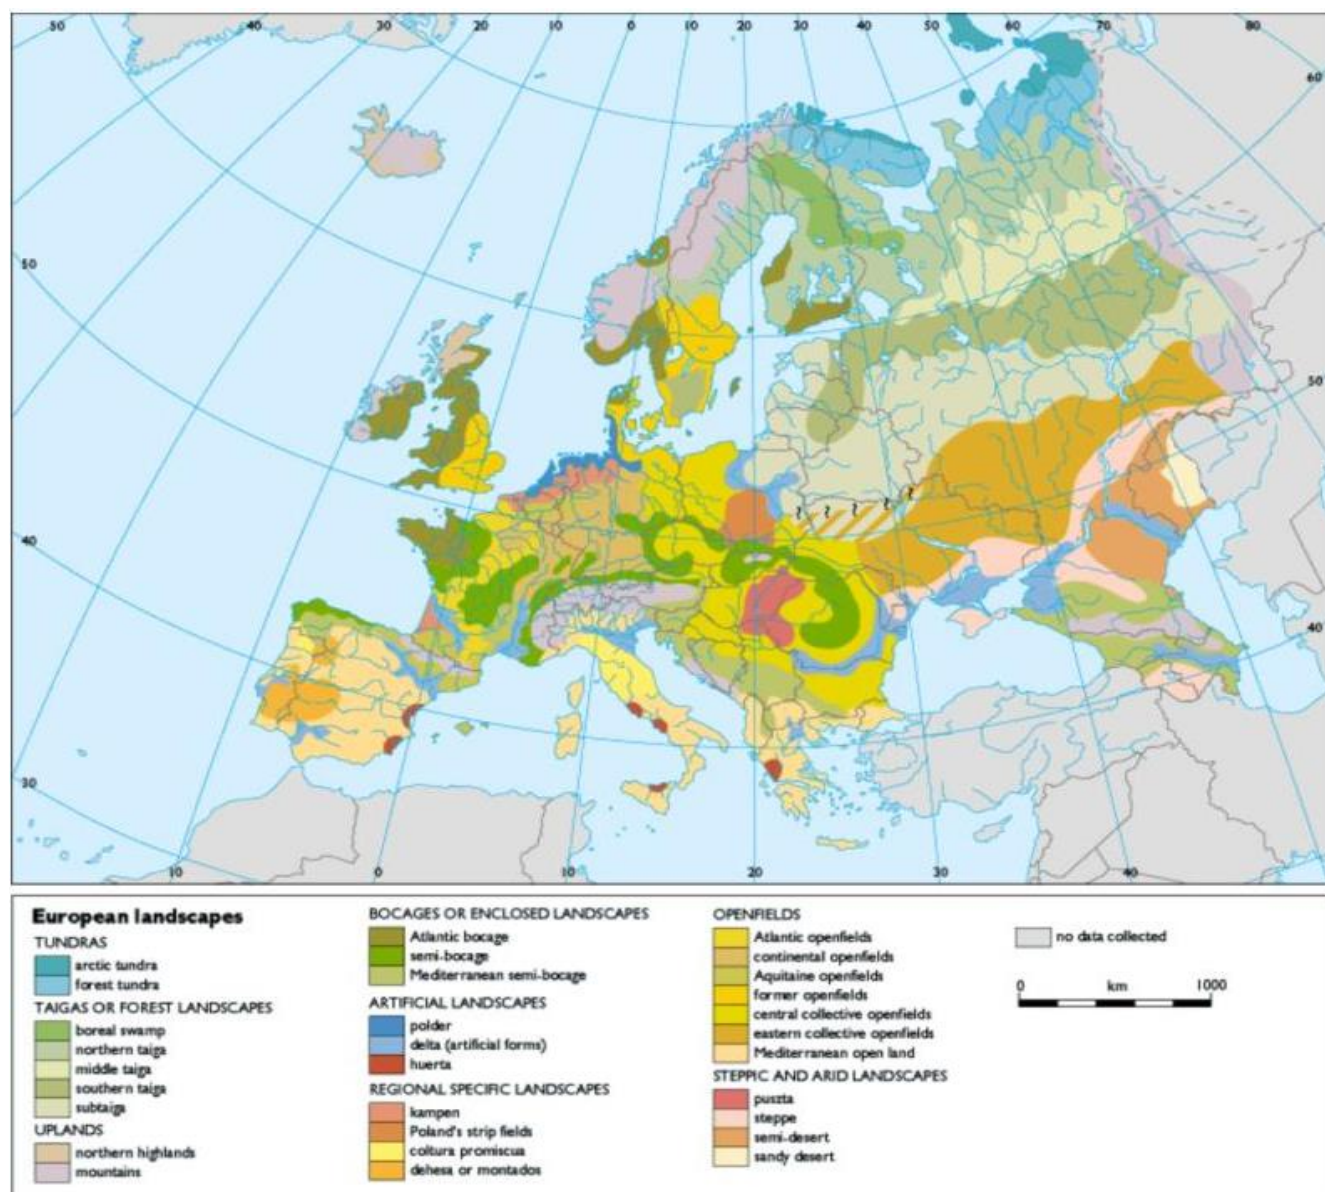 50 40 30 20 10 0 10 20 30 40 50 60 70 80
60
50
50
40
40
30
10 0 10 20 30 40
European landscapes
TUNDRAS
arctic tundra
forest tundra
TAIGAS OR FOREST LANDSCAPES
boreal swamp
northern taiga
middle taiga
southern taiga
subtaiga
UPLANDS
northern highlands
mountains
BOCAGES OR ENCLOSED LANDSCAPES
Atlantic bocage
semi-bocage
Mediterranean semi-bocage
ARTIFICIAL LANDSCAPES
polder
delta (artificial forms)
huerta
REGIONAL SPECIFIC LANDSCAPES
kampen
Poland's strip fields
coltura promiscua
dehesa or montados
OPENFIELDS
Atlantic openfields
continental openfields
Aquitaine openfields
former openfields
central collective openfields
eastern collective openfields
Mediterranean open land
STEPPIC AND ARID LANDSCAPES
puszta
steppe
semi-desert
sandy desert
no data collected
0 km 1000